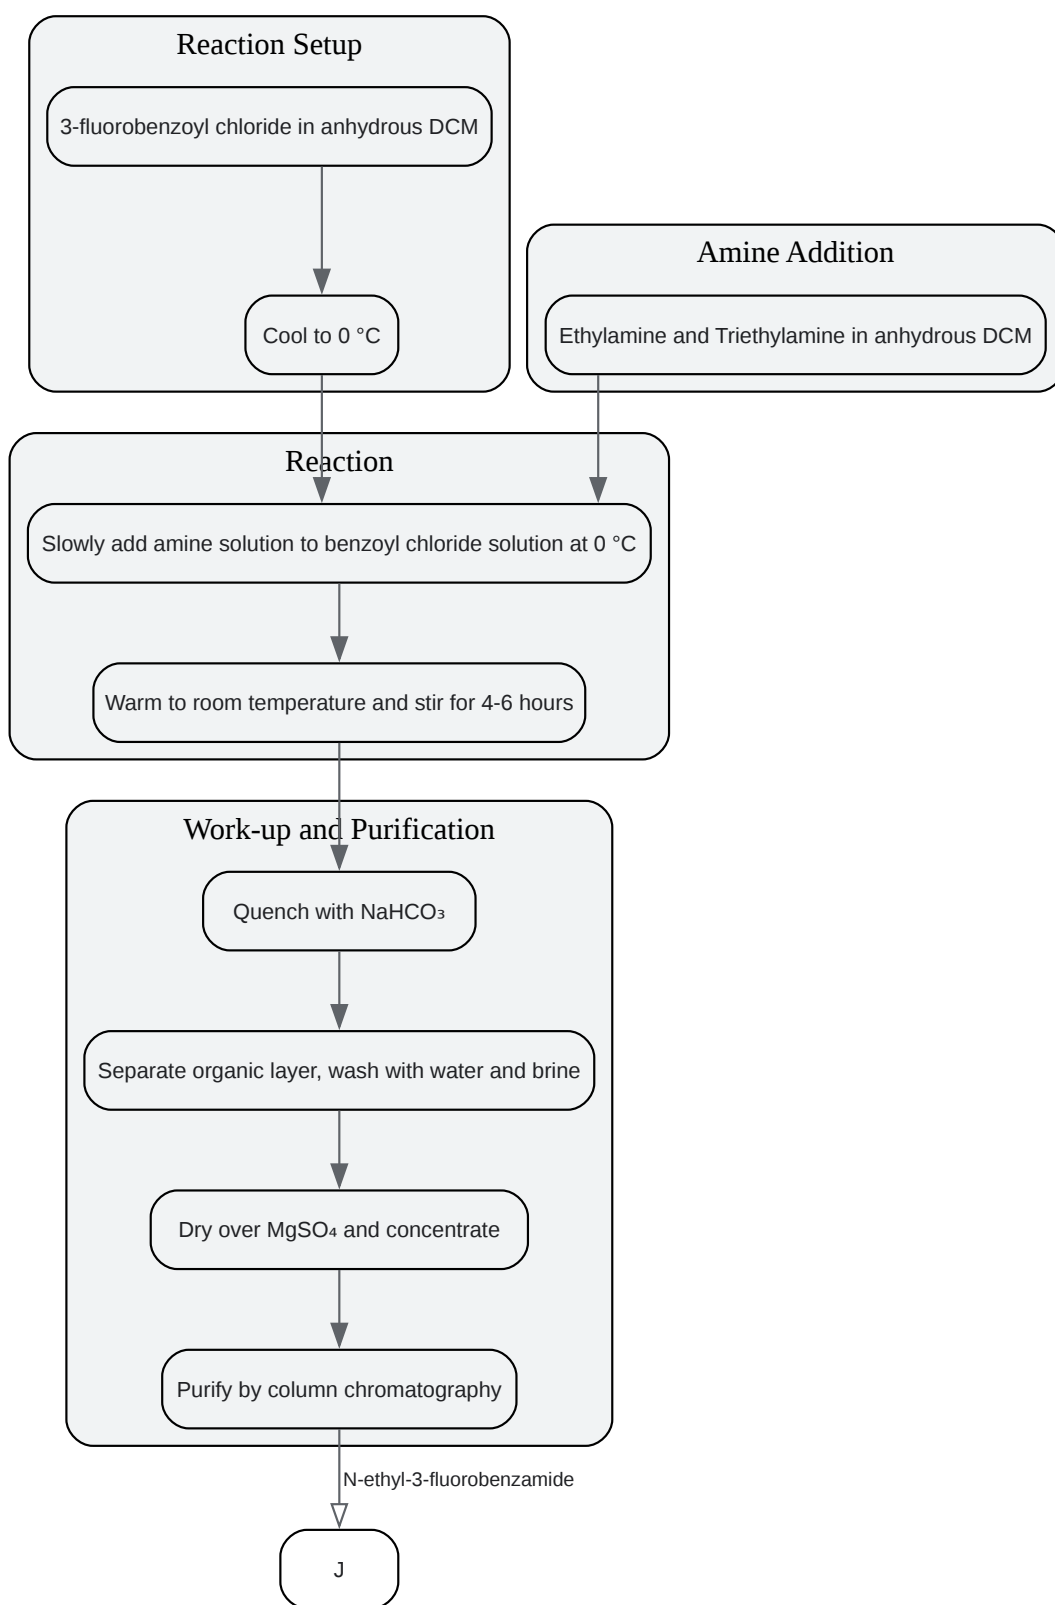 Reaction Setup
3-fluorobenzoyl chloride in anhydrous DCM
Amine Addition
Cool to 0 °C
Ethylamine and Triethylamine in anhydrous DCM
Reaction
Slowly add amine solution to benzoyl chloride solution at 0 °C
Warm to room temperature and stir for 4-6 hours
Work-up and Purification
Quench with NaHCO₃
Separate organic layer, wash with water and brine
Dry over MgSO₄ and concentrate
Purify by column chromatography
N-ethyl-3-fluorobenzamide
J